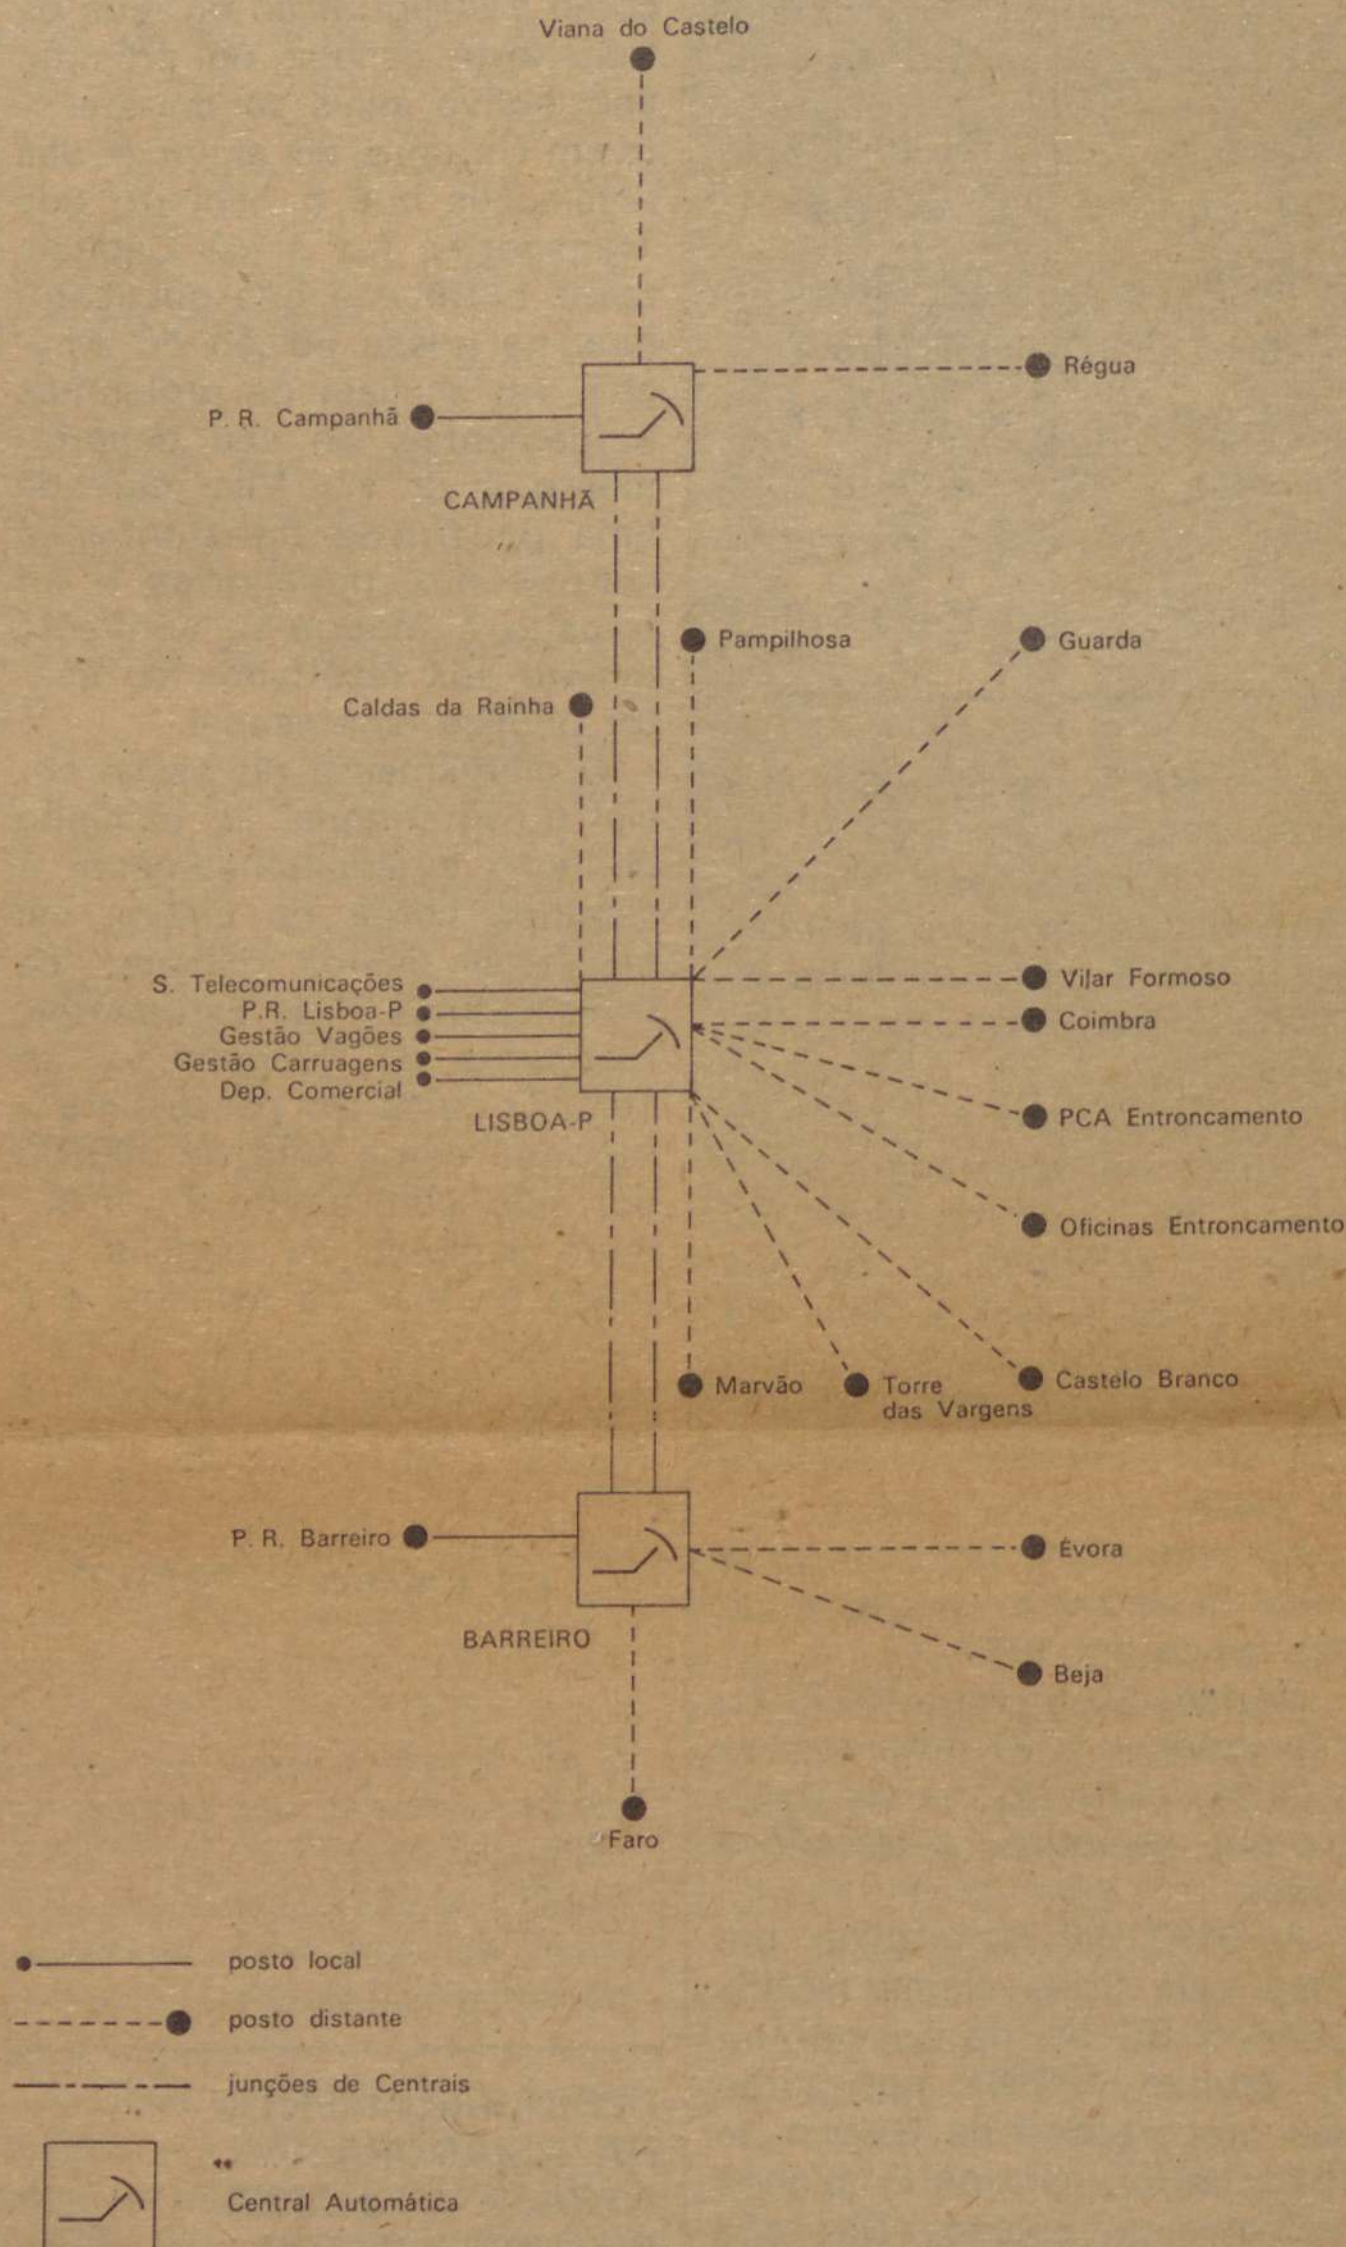 Viana do Castelo
Régua
P. R. Campanhã
CAMPANHÃ
Pampilhosa
Guarda
Caldas da Rainha
S. Telecomunicações
P.R. Lisboa-P
Gestão Vagões
Gestão Carruagens
Dep. Comercial
LISBOA-P
Vilar Formoso
Coimbra
PCA Entroncamento
Oficinas Entroncamento
Marvão
Torre
das Vargens
Castelo Branco
P. R. Barreiro
BARREIRO
Évora
Beja
Faro
posto local
posto distante
junções de Centrais
Central Automática